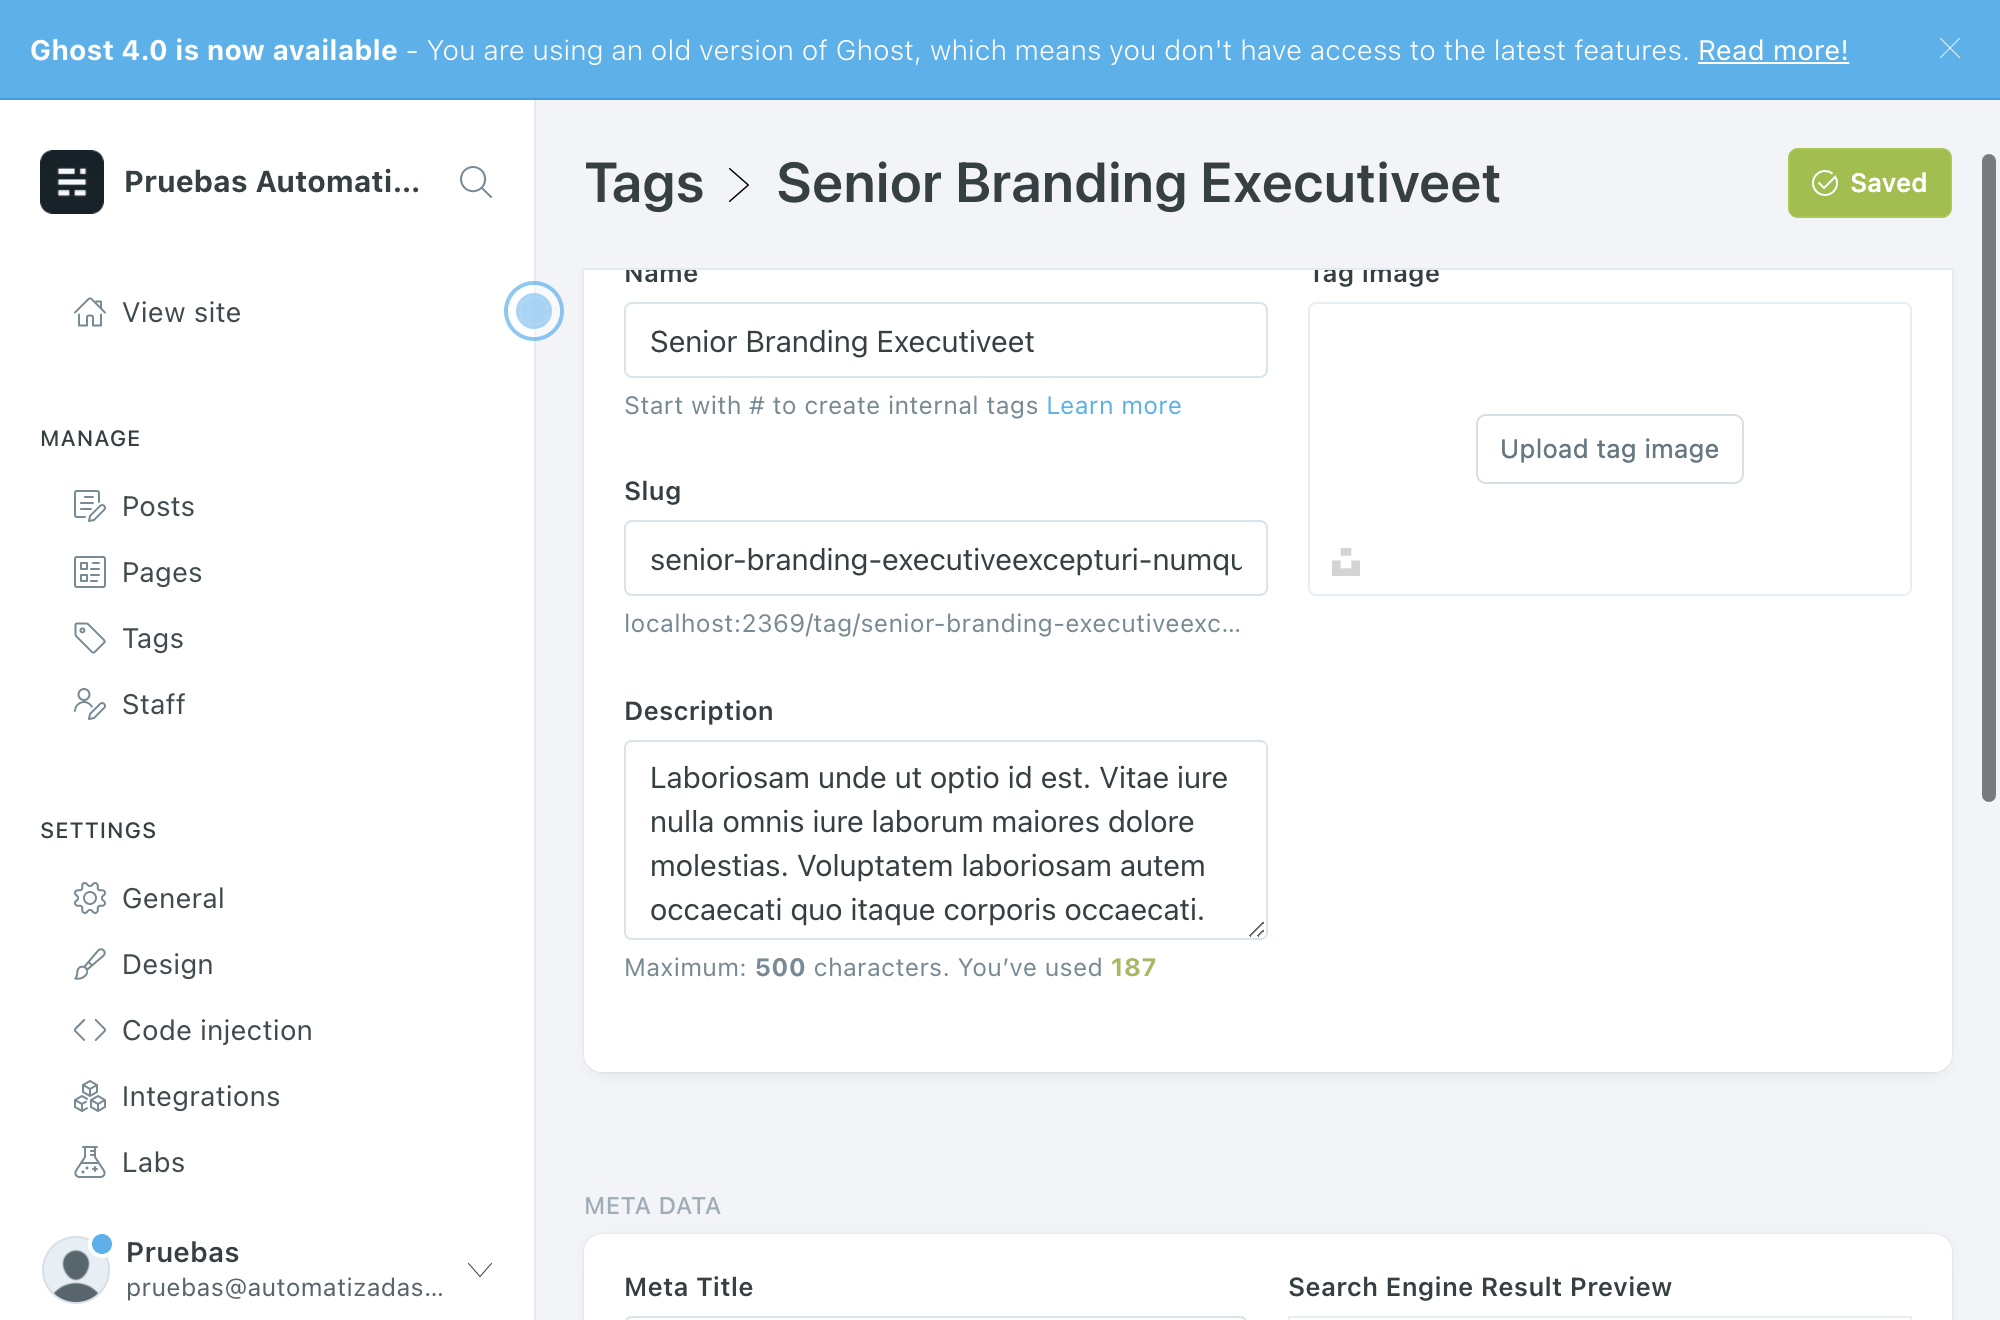 Ghost 4.0 is now available - You are using an old version of Ghost, which means you don't have access to the latest features. Read more!
Pruebas Automati...
View site
MANAGE
Posts
Pages
Tags
Staff
SETTINGS
General
Design
Code injection
Integrations
Labs
Pruebas
pruebas@automatizadas...
Tags > Senior Branding Executiveet
Saved
Name
Senior Branding Executiveet
Start with # to create internal tags Learn more
Slug
senior-branding-executiveexcepturi-numqu
localhost:2369/tag/senior-branding-executiveexc...
Description
Laboriosam unde ut optio id est. Vitae iure
nulla omnis iure laborum maiores dolore
molestias. Voluptatem laboriosam autem
occaecati quo itaque corporis occaecati.
Maximum: 500 characters. You’ve used 187
Tag image
Upload tag image
META DATA
Meta Title
Search Engine Result Preview